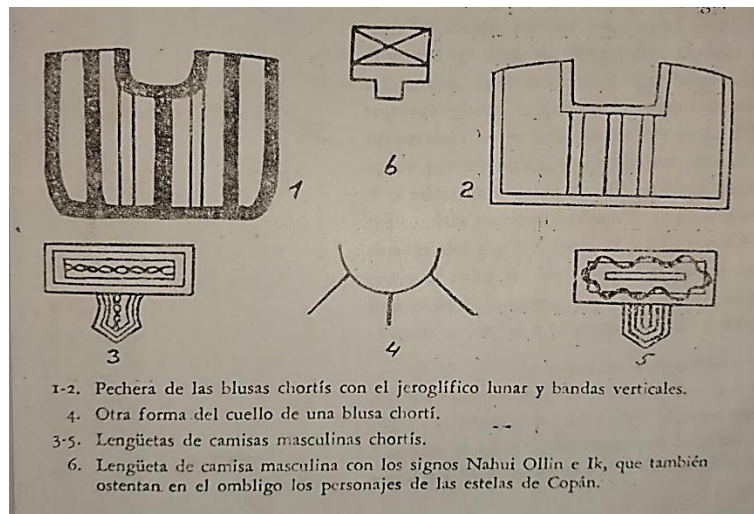 6
1
2
3
4
5
1-2. Pechera de las blusas chortís con el jeroglífico lunar y bandas verticales.
4. Otra forma del cuello de una blusa chortí.
3-5. Lengüetas de camisas masculinas chortís.
6. Lengüeta de camisa masculina con los signos Nahui Ollin e Ik, que también
ostentan en el ombligo los personajes de las estelas de Copán.